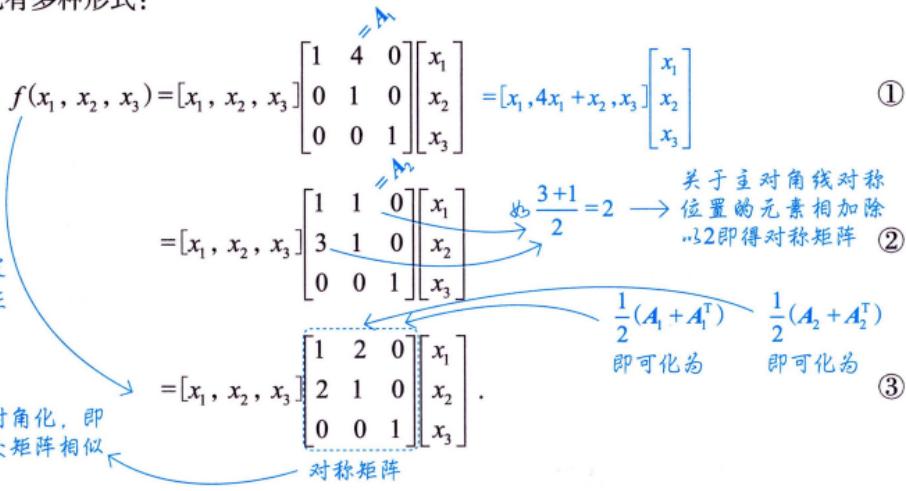 有多种形式:
f(x₁, x₂, x₃)=[x₁, x₂, x₃][1 4 0; 0 1 0; 0 0 1][x₁; x₂; x₃] =[x₁,4x₁+x₂,x₃][x₁; x₂; x₃] ①
=A₁
=[x₁, x₂, x₃][1 1 0; 3 1 0; 0 0 1][x₁; x₂; x₃] ②
=A₂
如 (3+1)/2=2 →
关于主对角线对称
位置的元素相加除
以2即得对称矩阵
½(A₁+A₁ᵀ)
即可化为
½(A₂+A₂ᵀ)
即可化为
=[x₁, x₂, x₃][1 2 0; 2 1 0; 0 0 1][x₁; x₂; x₃]. ③
对角化, 即
矩阵相似
对称矩阵